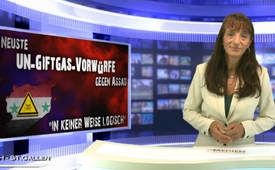 NEUSTE
UN-GIFTGAS-VORWÜRFE
GEGEN ASSAD
"IN KEINER WEISE LOGISCH"
ST. GALLEN